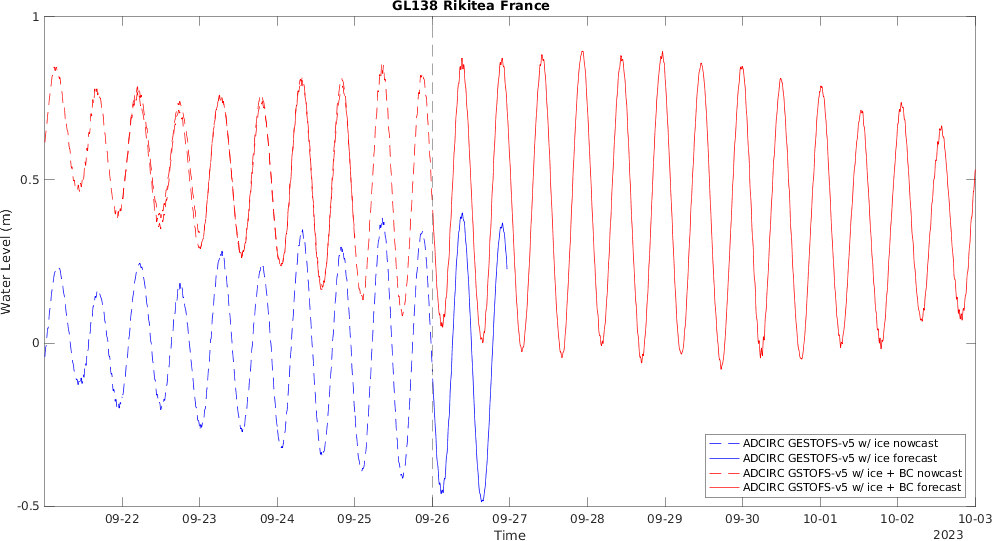 GL138 Rikitea France
1
0.5
0
-0.5
Water Level (m)
ADCIRC GESTOFS-v5 w/ ice nowcast
ADCIRC GESTOFS-v5 w/ ice forecast
ADCIRC GSTOFS-v5 w/ ice + BC nowcast
ADCIRC GSTOFS-v5 w/ ice + BC forecast
09-22 09-23 09-24 09-25 09-26 09-27 09-28 09-29 09-30 10-01 10-02 10-03
Time
2023